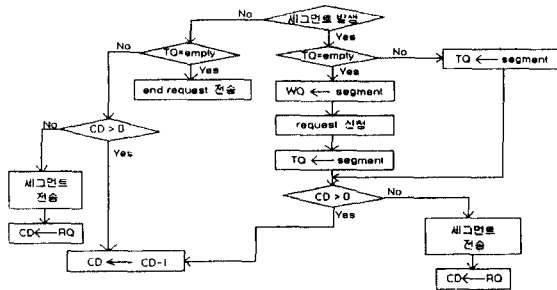 No
세그먼트 발생
Yes
No
TQ=empty
Yes
TQ=empty
No
Yes
TQ ← segment
end request 전송
WQ ← segment
request 신청
No
CD > 0
Yes
TQ ← segment
세그먼트
전송
CD > 0
No
Yes
세그먼트
전송
CD←RQ
CD ← CD-1
CD←RQ